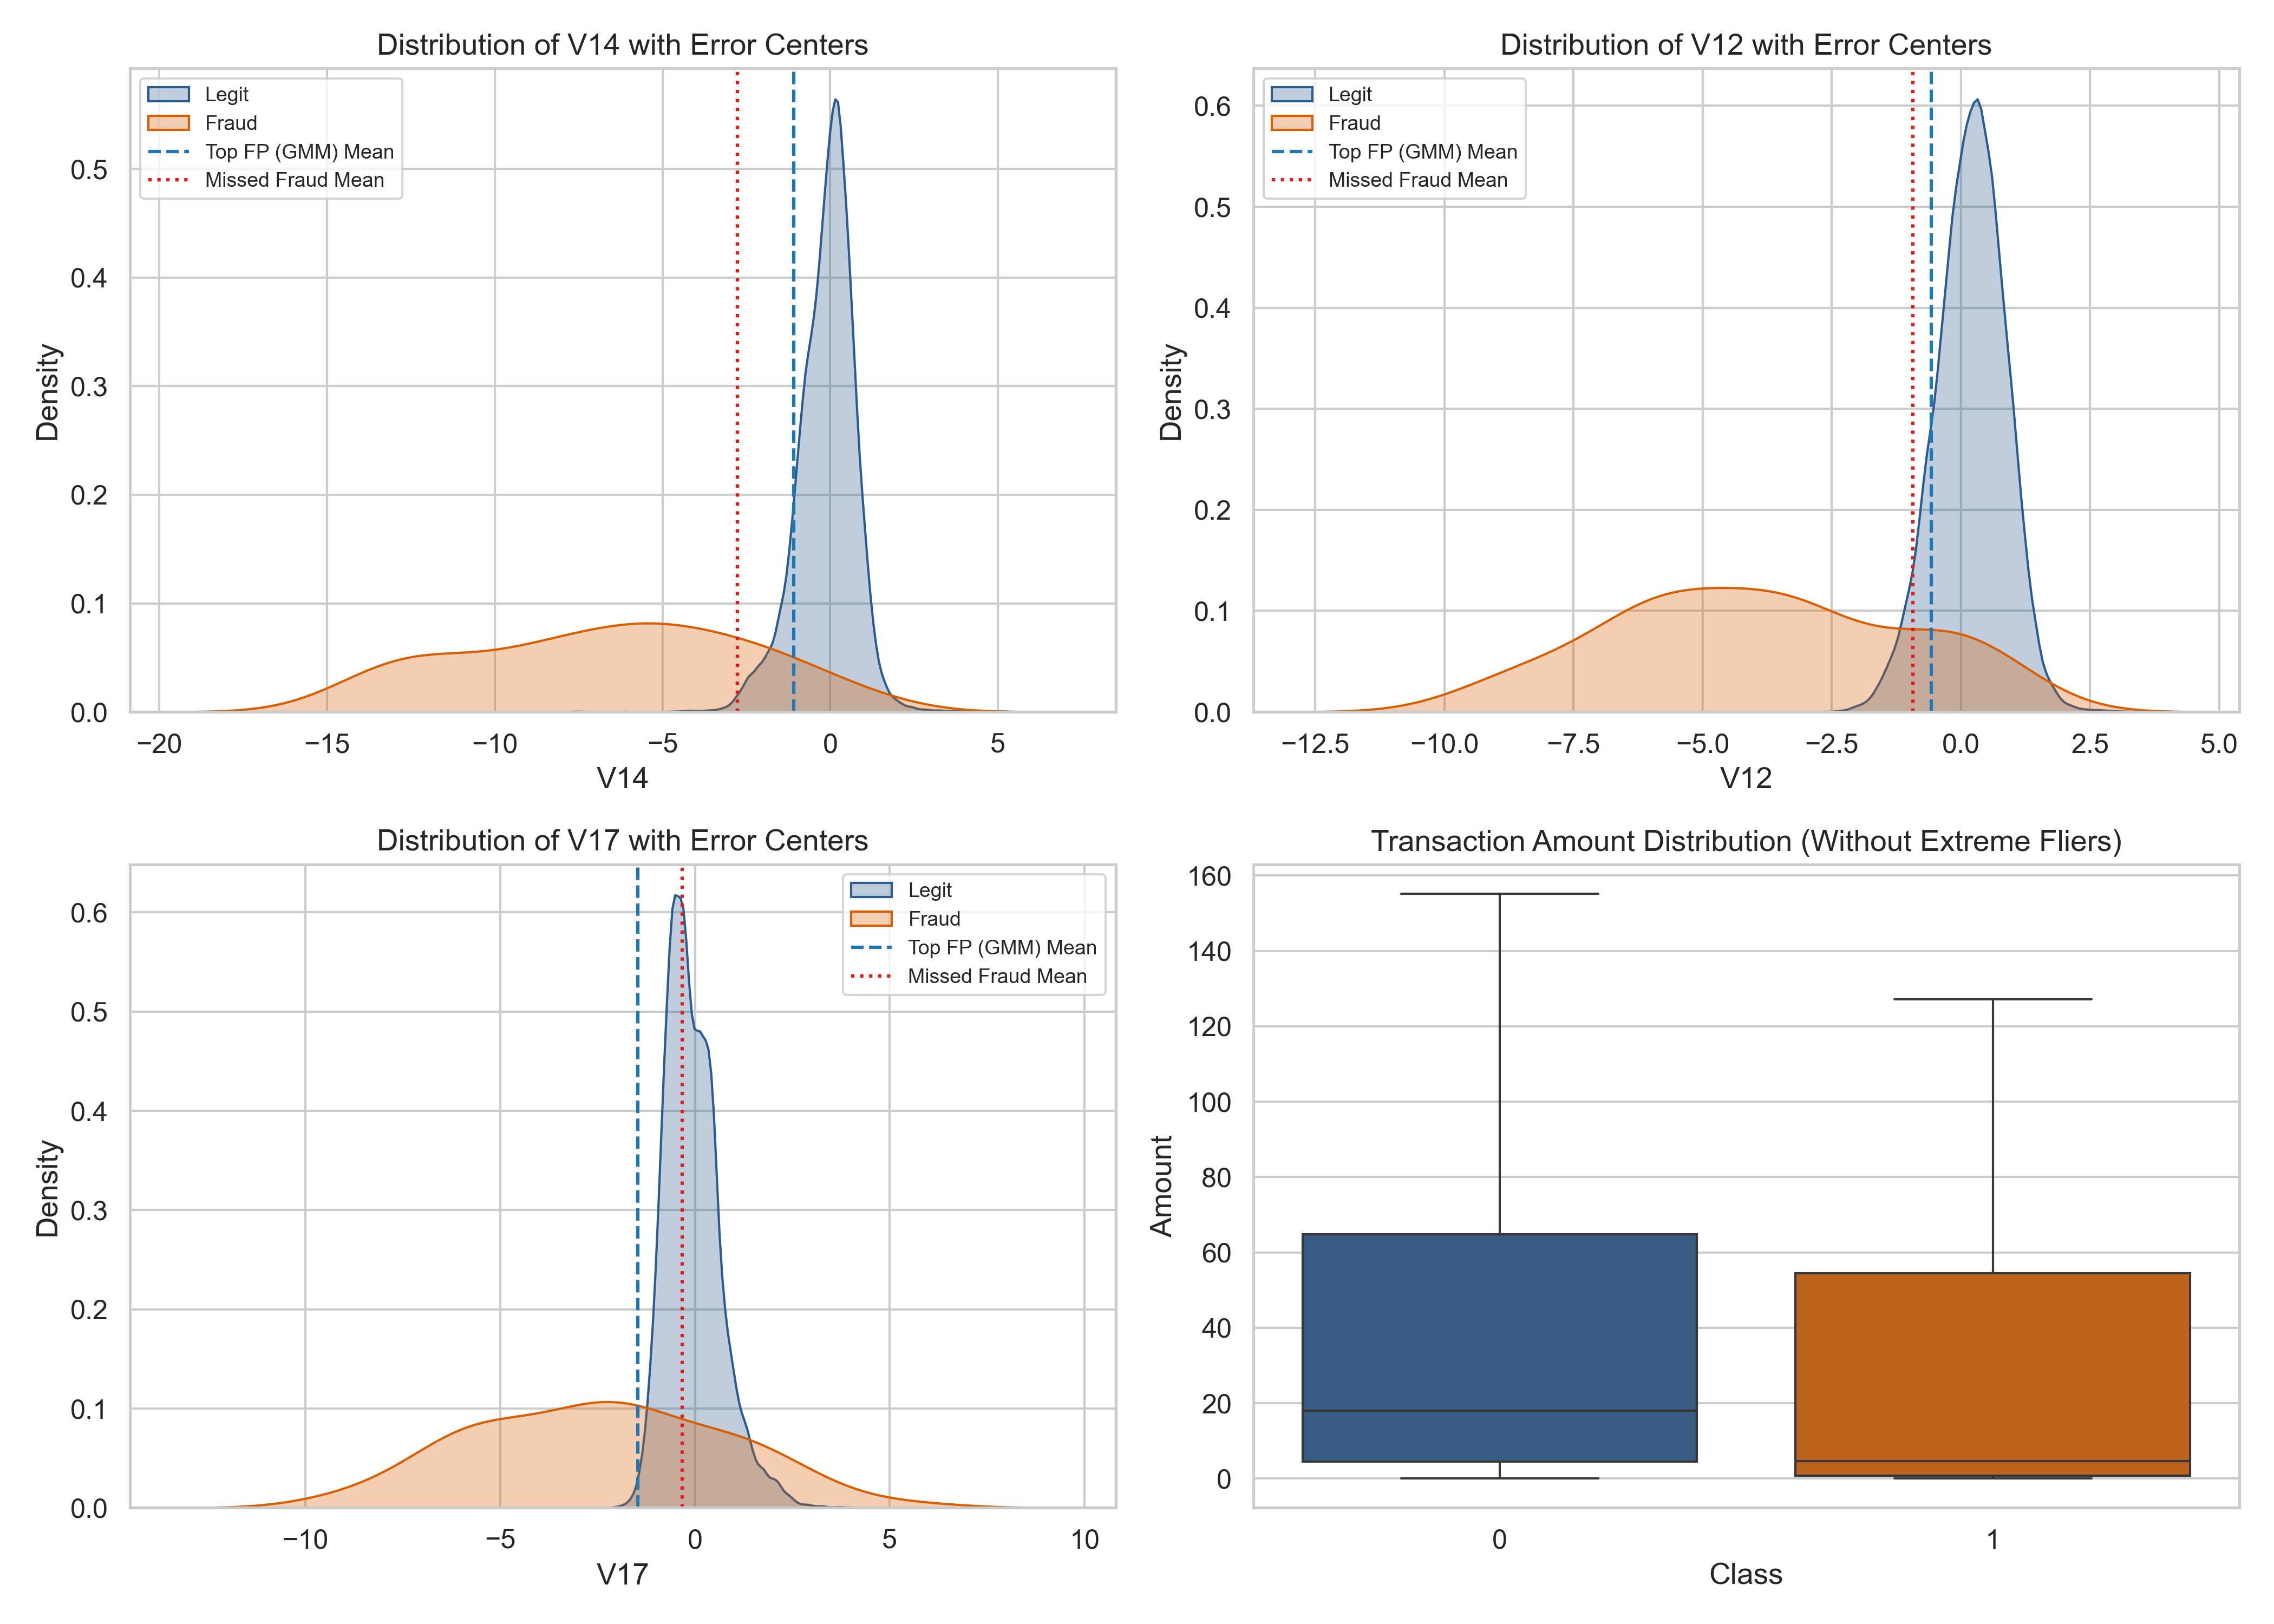 Distribution of V14 with Error Centers
Legit
Fraud
Top FP (GMM) Mean
Missed Fraud Mean
Density
0.5
0.4
0.3
0.2
0.1
0.0
−20 −15 −10 −5 0 5
V14
Distribution of V12 with Error Centers
Legit
Fraud
Top FP (GMM) Mean
Missed Fraud Mean
Density
0.6
0.5
0.4
0.3
0.2
0.1
0.0
−12.5 −10.0 −7.5 −5.0 −2.5 0.0 2.5 5.0
V12
Distribution of V17 with Error Centers
Legit
Fraud
Top FP (GMM) Mean
Missed Fraud Mean
Density
0.6
0.5
0.4
0.3
0.2
0.1
0.0
−10 −5 0 5 10
V17
Transaction Amount Distribution (Without Extreme Fliers)
Amount
160
140
120
100
80
60
40
20
0
0 1
Class